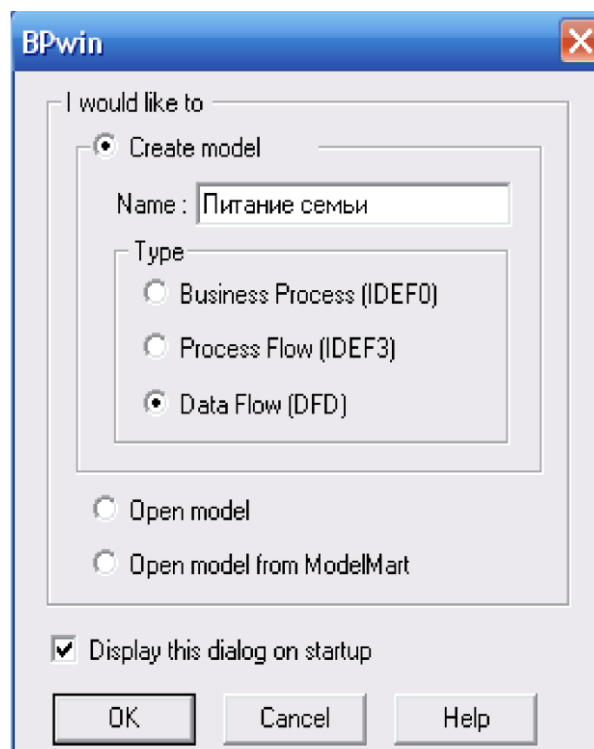 BPwin
I would like to
Create model
Name : Питание семьи
Type
Business Process (IDEF0)
Process Flow (IDEF3)
Data Flow (DFD)
Open model
Open model from ModelMart
Display this dialog on startup
OK Cancel Help